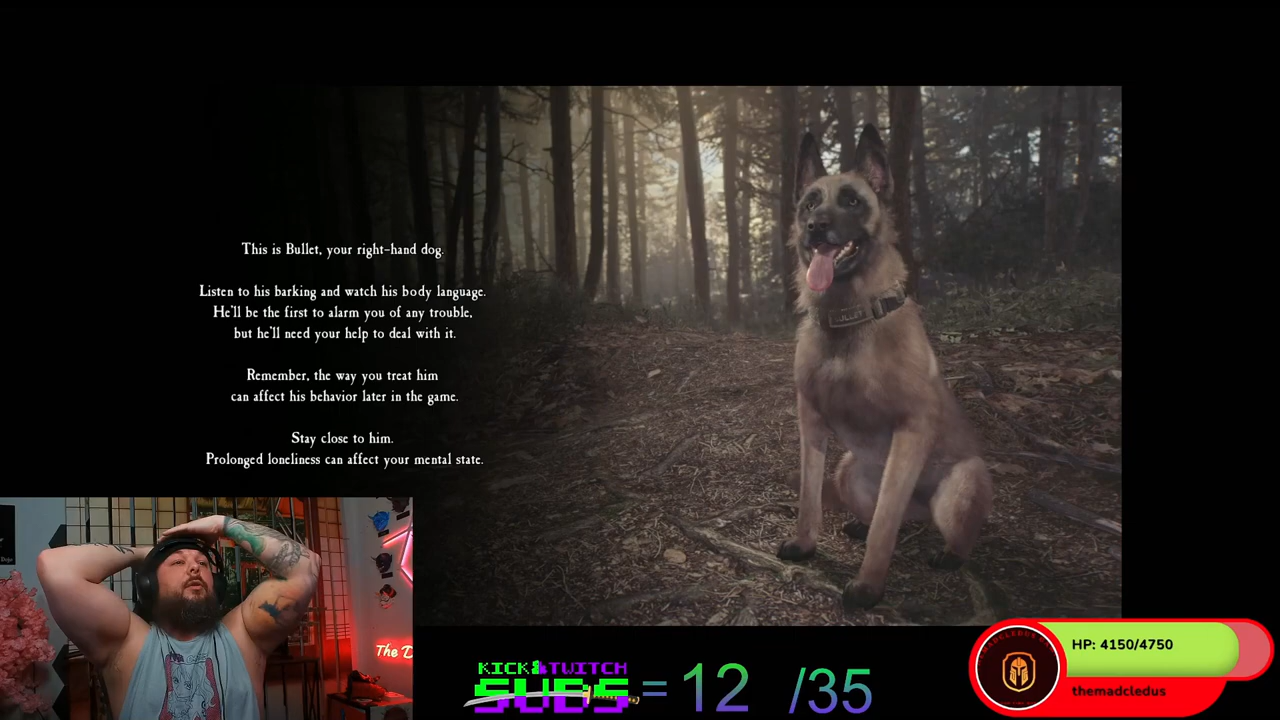 This is Bullet, your right-hand dog.
Listen to his barking and watch his body language.
He'll be the first to alarm you of any trouble,
but he'll need your help to deal with it.
Remember, the way you treat him
can affect his behavior later in the game.
Stay close to him.
Prolonged loneliness can affect your mental state.
BULLET
The D
KICK & TWITCH
SUBS = 12 /35
HP: 4150/4750
themadcledus